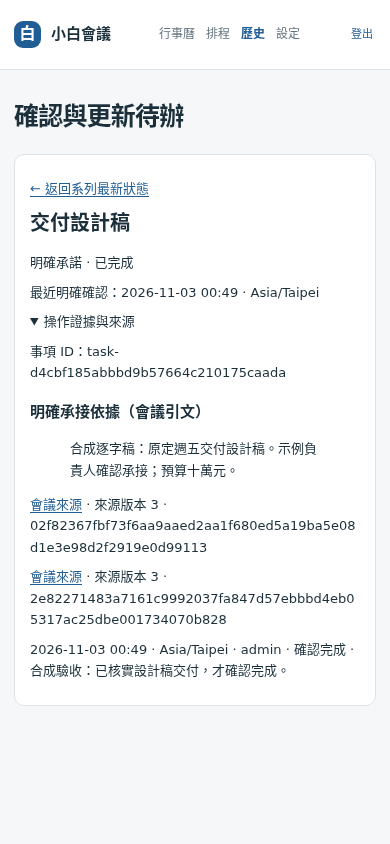 白 小白會議 行事曆 排程 歷史 設定 登出
確認與更新待辦
← 返回系列最新狀態
交付設計稿
明確承諾 · 已完成
最近明確確認：2026-11-03 00:49 · Asia/Taipei
▼ 操作證據與來源
事項 ID：task-
d4cbf185abbbd9b57664c210175caada
明確承接依據（會議引文）
合成逐字稿：原定週五交付設計稿。示例負
責人確認承接；預算十萬元。
會議來源 · 來源版本 3 ·
02f82367fbf73f6aa9aaed2aa1f680ed5a19ba5e08
d1e3e98d2f2919e0d99113
會議來源 · 來源版本 3 ·
2e82271483a7161c9992037fa847d57ebbbd4eb0
5317ac25dbe001734070b828
2026-11-03 00:49 · Asia/Taipei · admin · 確認完成 ·
合成驗收：已核實設計稿交付，才確認完成。